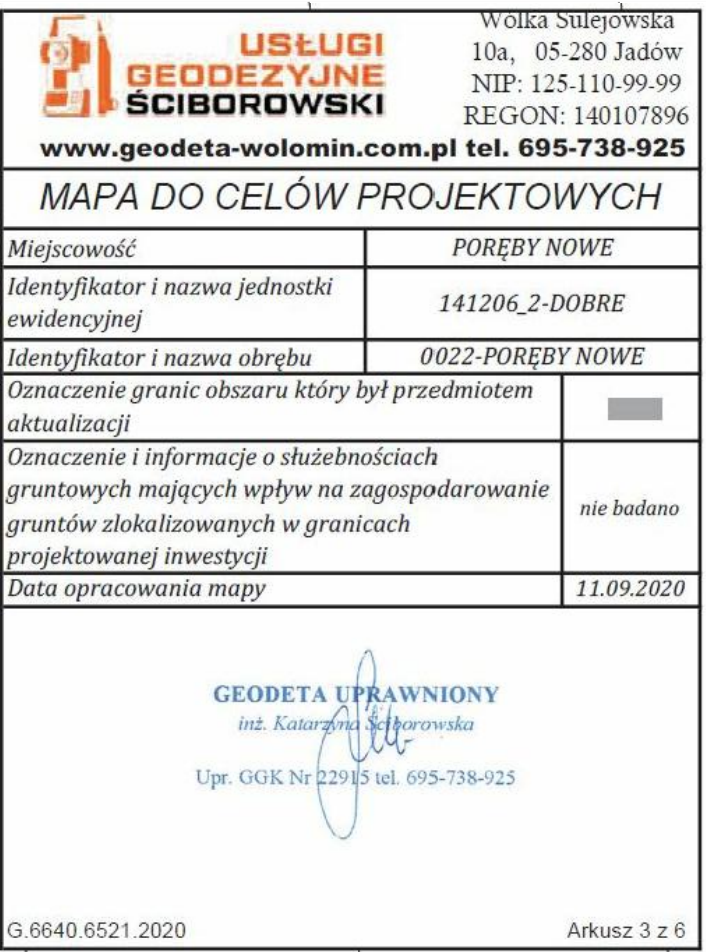 USŁUGI
GEODEZYJNE
ŚCIBOROWSKI
Wólka Sulejowska
10a, 05-280 Jadów
NIP: 125-110-99-99
REGON: 140107896
www.geodeta-wolomin.com.pl tel. 695-738-925
MAPA DO CELÓW PROJEKTOWYCH
Miejscowość
PORĘBY NOWE
Identyfikator i nazwa jednostki
ewidencyjnej
141206_2-DOBRE
Identyfikator i nazwa obrębu
0022-PORĘBY NOWE
Oznaczenie granic obszaru który był przedmiotem
aktualizacji
Oznaczenie i informacje o służebnościach
gruntowych mających wpływ na zagospodarowanie
gruntów zlokalizowanych w granicach
projektowanej inwestycji
nie badano
Data opracowania mapy
11.09.2020
GEODETA UPRAWNIONY
inż. Katarzyna Ściborowska
Upr. GGK Nr 22915 tel. 695-738-925
G.6640.6521.2020
Arkusz 3 z 6